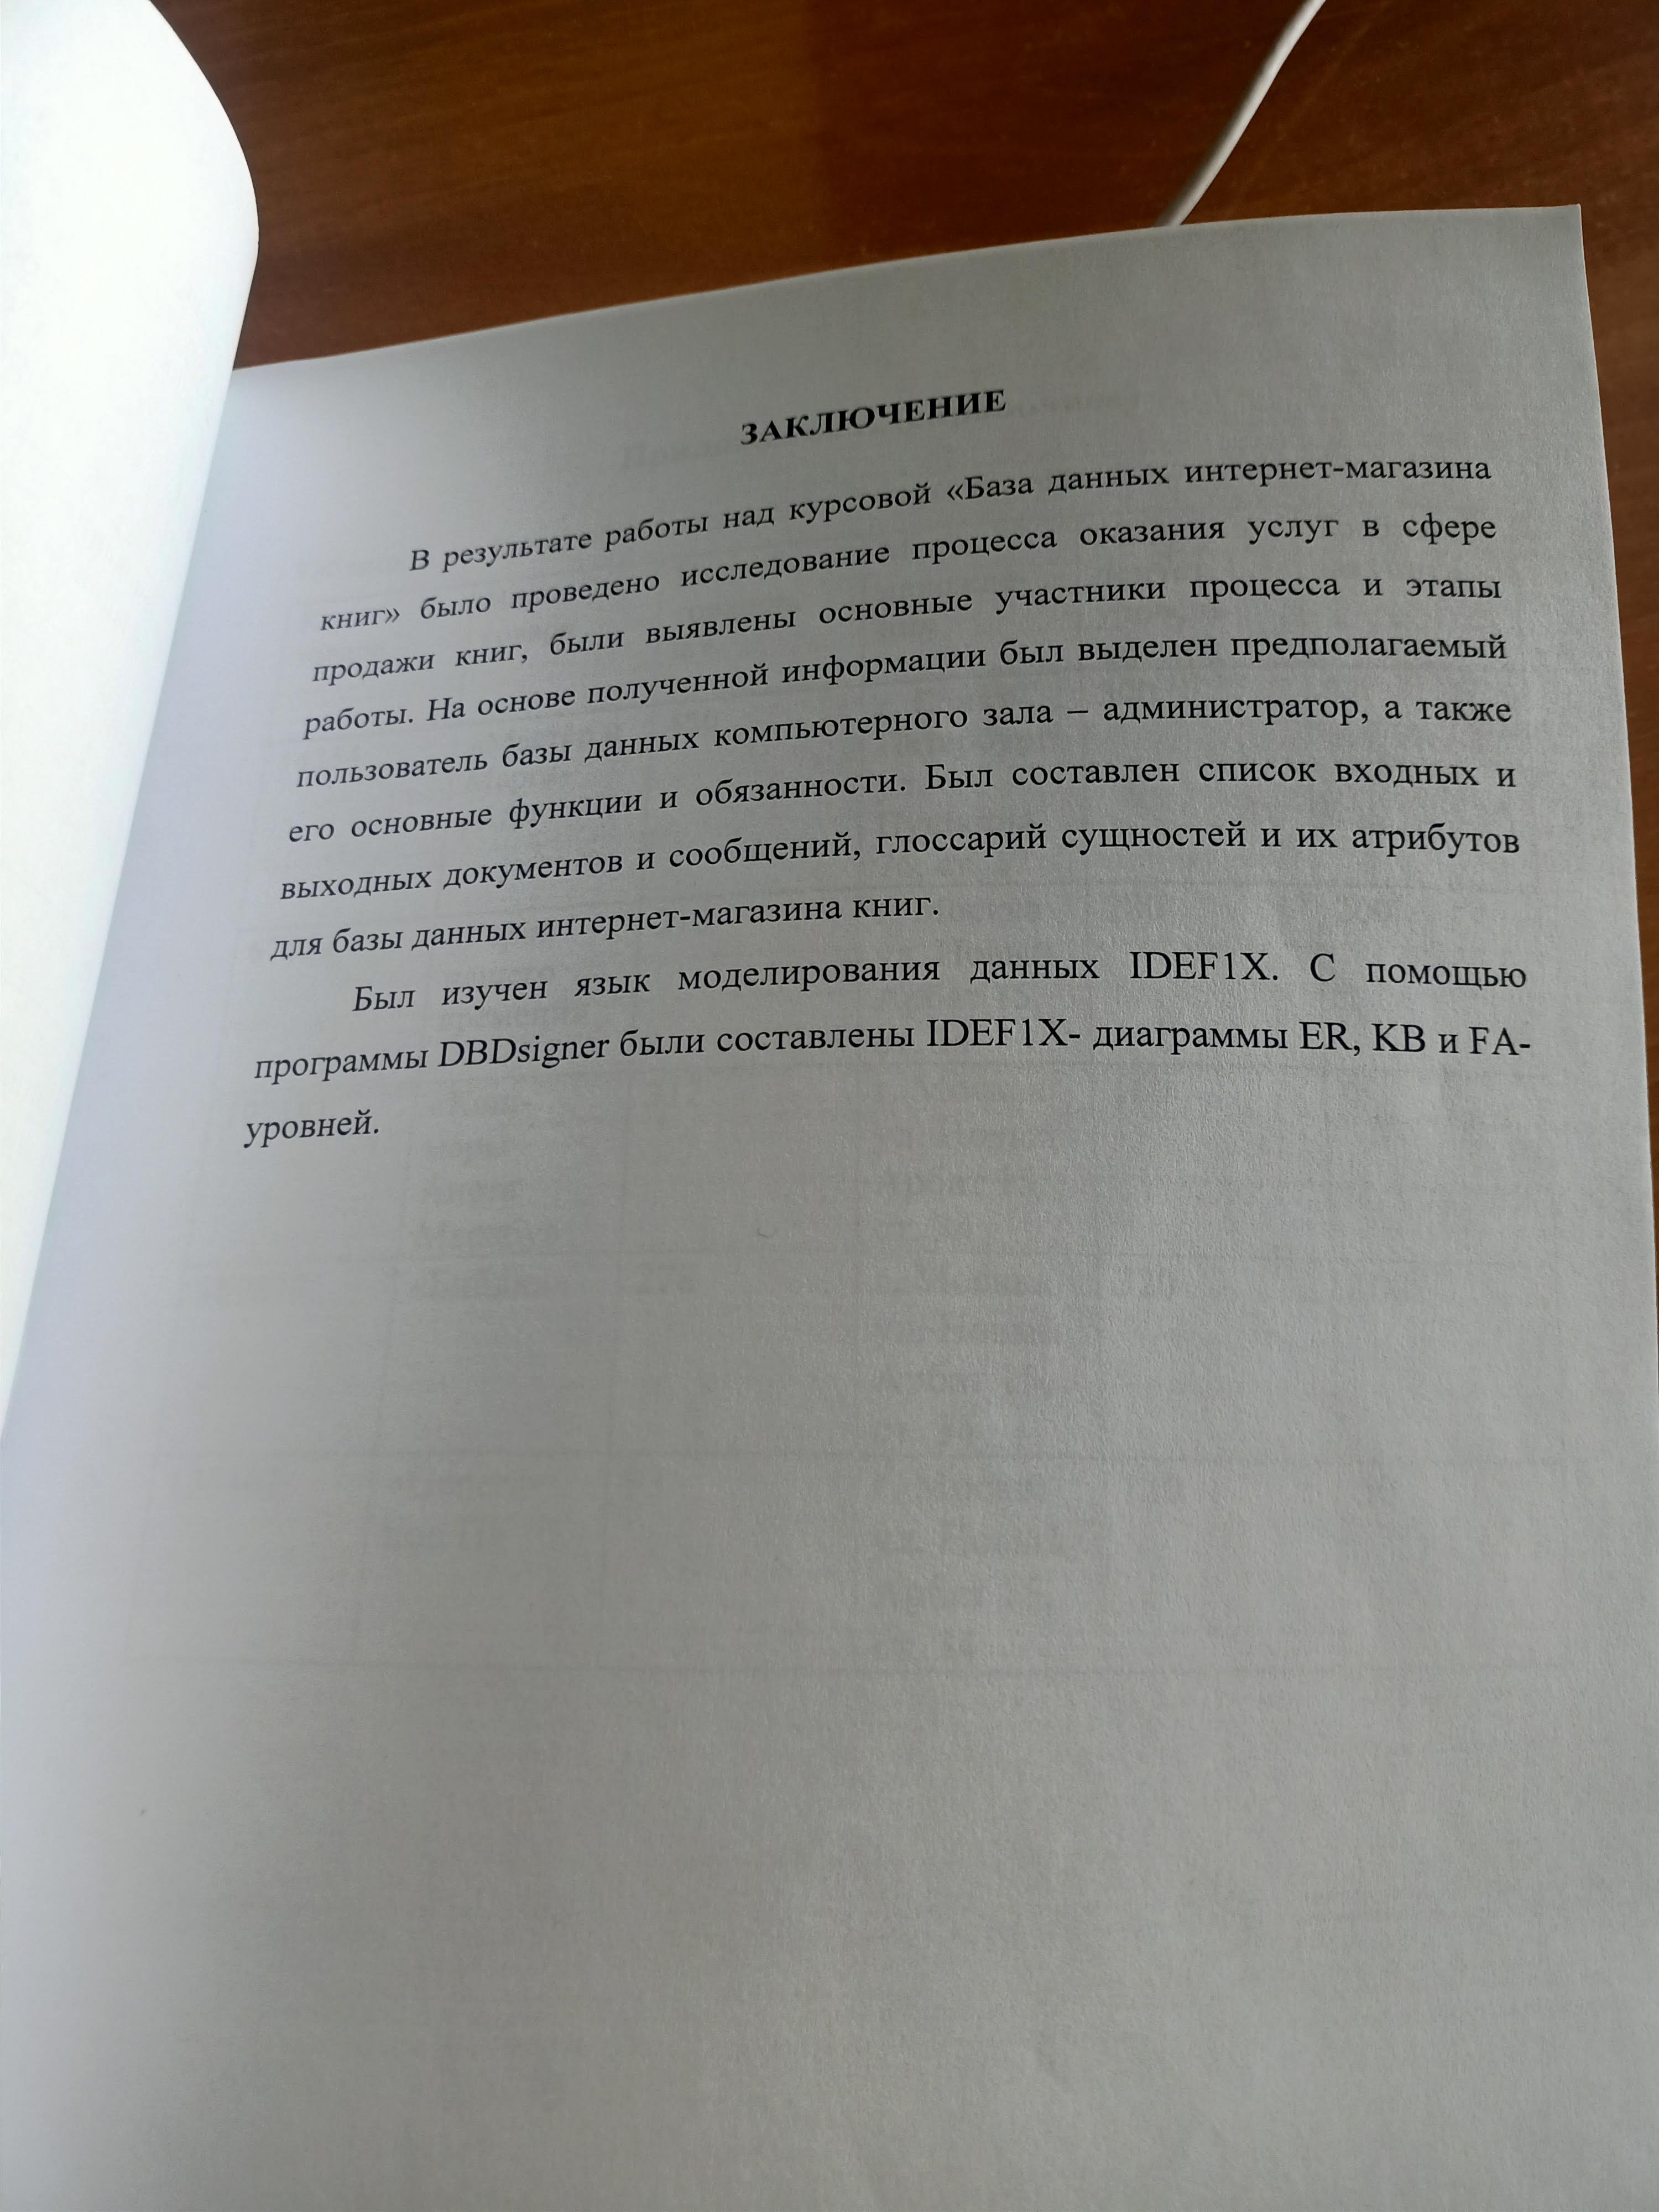 ЗАКЛЮЧЕНИЕ
В результате работы над курсовой «База данных интернет-магазина
книг» было проведено исследование процесса оказания услуг в сфере
продажи книг, были выявлены основные участники процесса и этапы
работы. На основе полученной информации был выделен предполагаемый
пользователь базы данных компьютерного зала – администратор, а также
его основные функции и обязанности. Был составлен список входных и
выходных документов и сообщений, глоссарий сущностей и их атрибутов
для базы данных интернет-магазина книг.
Был изучен язык моделирования данных IDEF1X. С помощью
программы DBDsigner были составлены IDEF1X- диаграммы ER, KB и FA-
уровней.